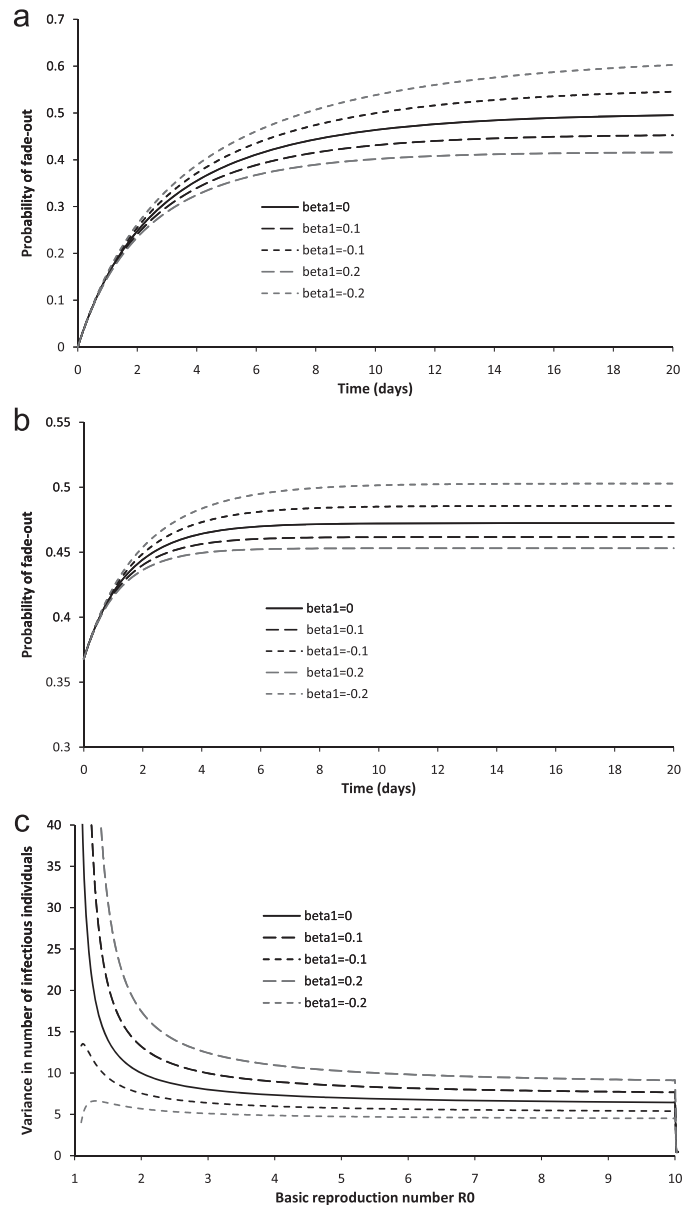 a
0.7
0.6
0.5
0.4
0.3
0.2
0.1
0
Probability of fade-out
beta1=0
beta1=0.1
beta1=-0.1
beta1=0.2
beta1=-0.2
0 2 4 6 8 10 12 14 16 18 20
Time (days)
b
0.55
0.5
0.45
0.4
0.35
0.3
Probability of fade-out
beta1=0
beta1=0.1
beta1=-0.1
beta1=0.2
beta1=-0.2
0 2 4 6 8 10 12 14 16 18 20
Time (days)
c
40
35
30
25
20
15
10
5
0
Variance in number of infectious individuals
beta1=0
beta1=0.1
beta1=-0.1
beta1=0.2
beta1=-0.2
1 2 3 4 5 6 7 8 9 10
Basic reproduction number R0